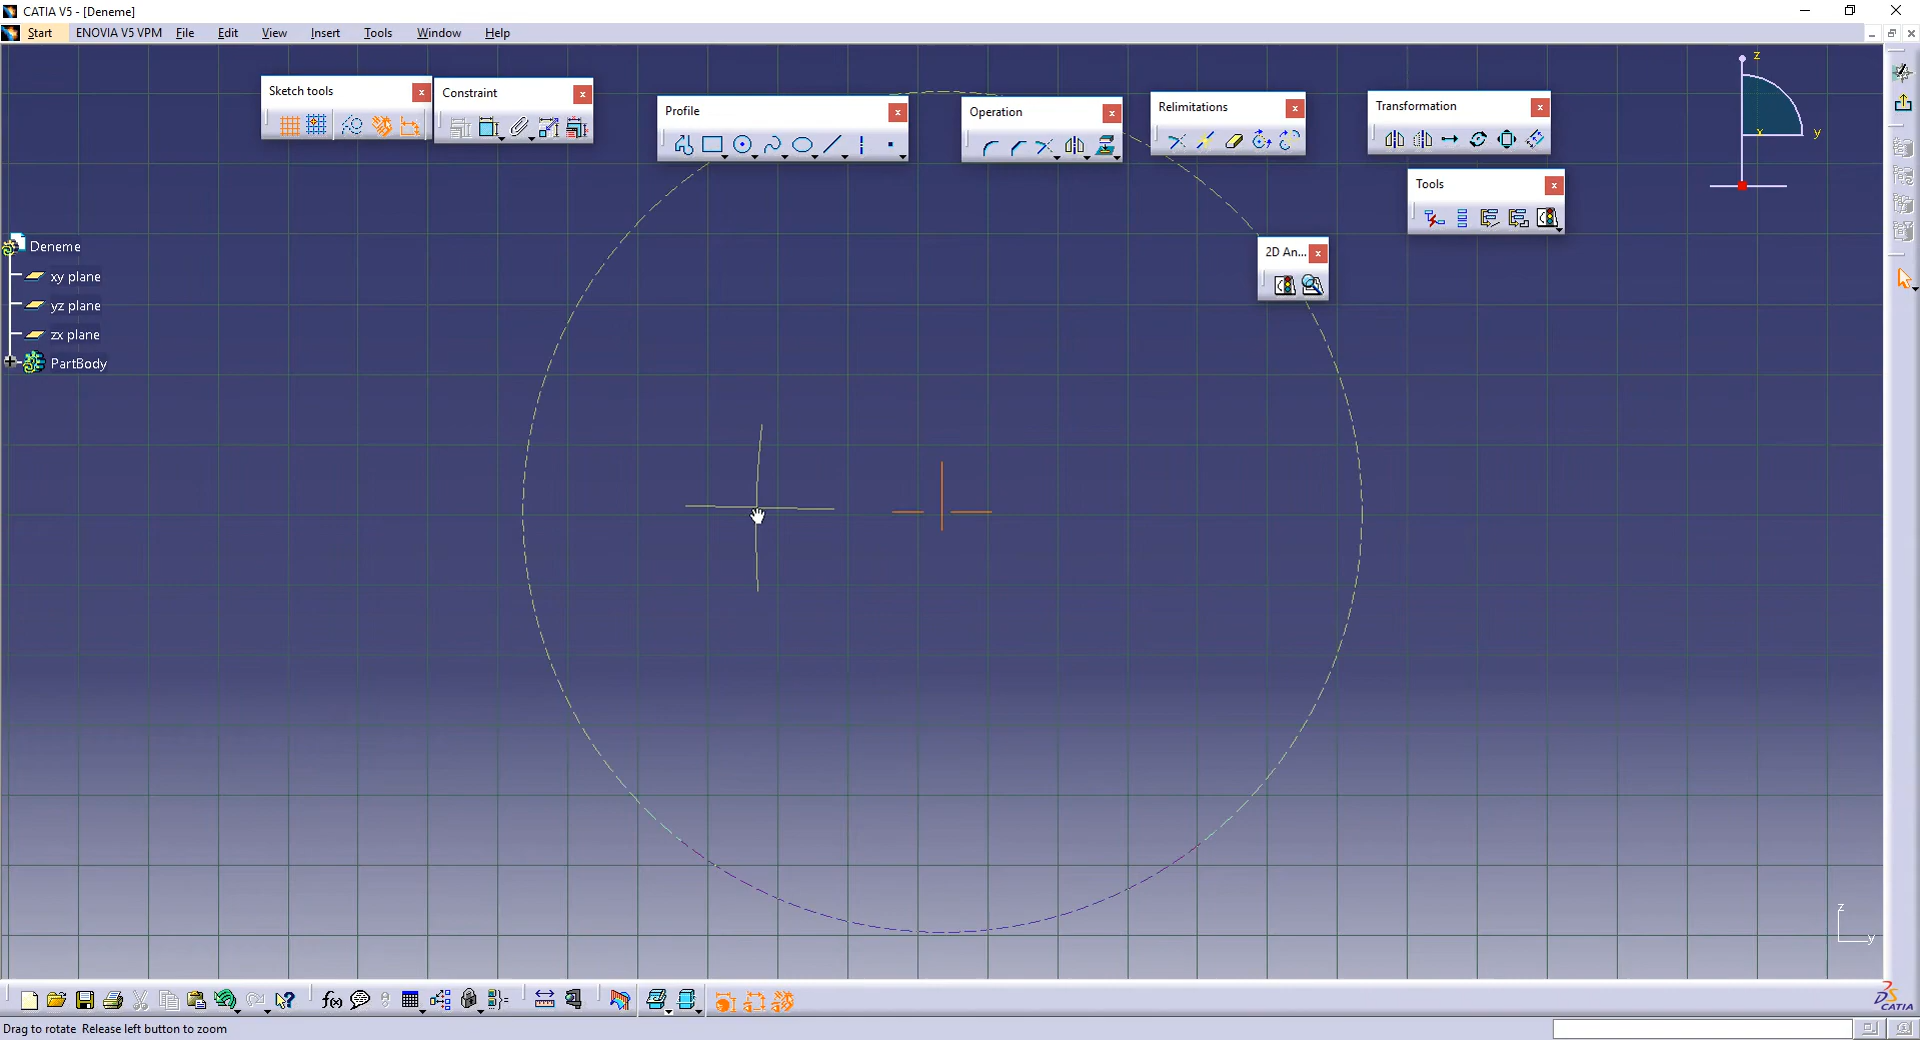 CATIA V5 - [Deneme]
Start ENOVIA V5 VPM File Edit View Insert Tools Window Help
Sketch tools
Constraint
Profile
Operation
Relimitations
Transformation
Tools
2D An...
z
x
y
Deneme
xy plane
yz plane
zx plane
PartBody
z
y
f(x)
CATIA
Drag to rotate Release left button to zoom